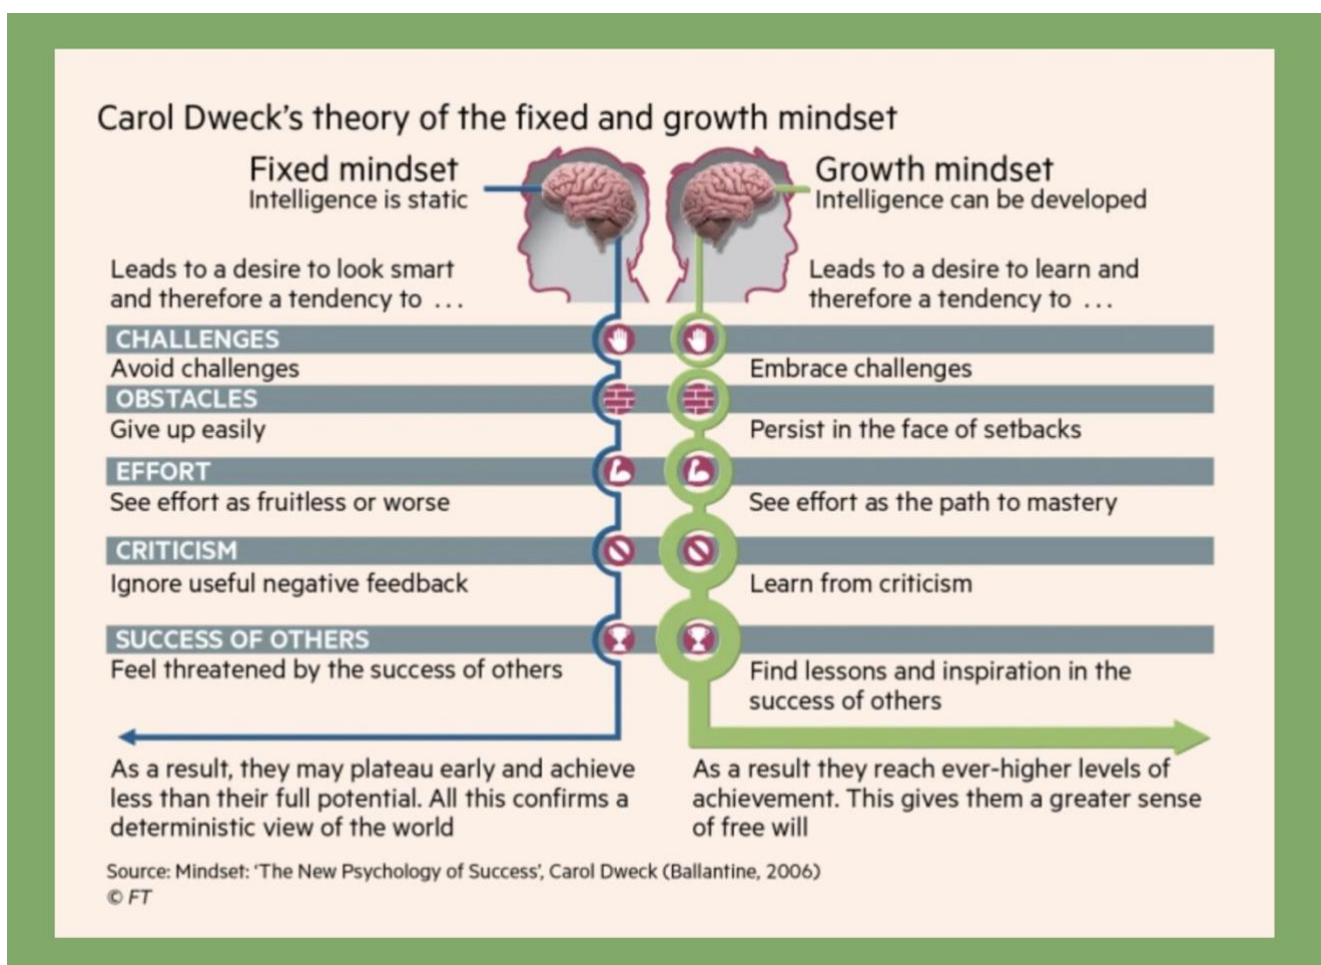 Carol Dweck's theory of the fixed and growth mindset
Fixed mindset
Intelligence is static
Growth mindset
Intelligence can be developed
Leads to a desire to look smart
and therefore a tendency to ...
Leads to a desire to learn and
therefore a tendency to ...
CHALLENGES
Avoid challenges
Embrace challenges
OBSTACLES
Give up easily
Persist in the face of setbacks
EFFORT
See effort as fruitless or worse
See effort as the path to mastery
CRITICISM
Ignore useful negative feedback
Learn from criticism
SUCCESS OF OTHERS
Feel threatened by the success of others
Find lessons and inspiration in the
success of others
As a result, they may plateau early and achieve
less than their full potential. All this confirms a
deterministic view of the world
As a result they reach ever-higher levels of
achievement. This gives them a greater sense
of free will
Source: Mindset: 'The New Psychology of Success', Carol Dweck (Ballantine, 2006)
© FT